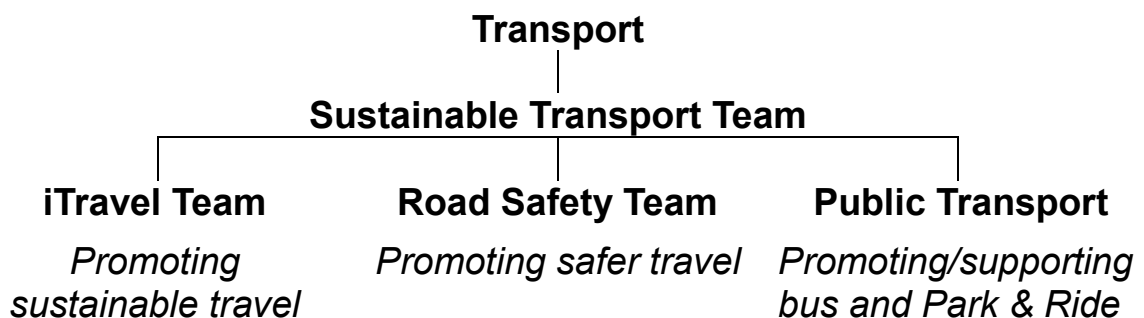 Transport
Sustainable Transport Team
iTravel Team
Promoting
sustainable travel
Road Safety Team
Promoting safer travel
Public Transport
Promoting/supporting
bus and Park & Ride